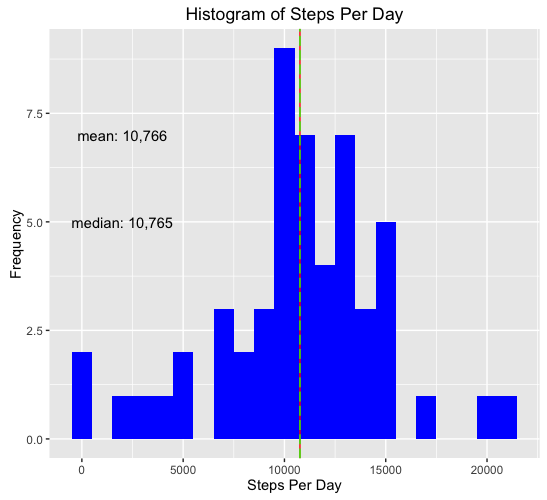 Histogram of Steps Per Day
7.5
mean: 10,766
5.0
median: 10,765
Frequency
2.5
0.0
0 5000 10000 15000 20000
Steps Per Day